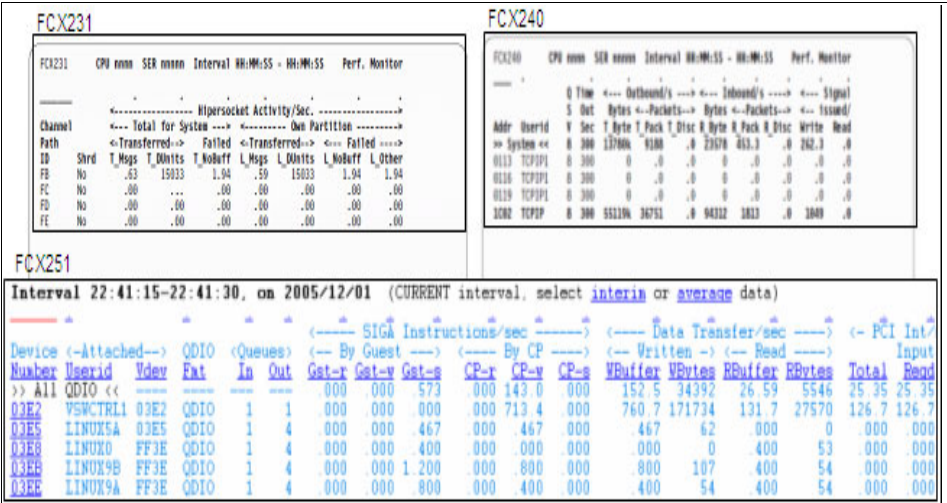 FCX231
FCX231 CPU nnnn SER nnnnn Interval HH:MM:SS - HH:MM:SS Perf. Monitor
<---------------- Hipersocket Activity/Sec. ---------------->
Channel <--- Total for System ---> <--------- Own Partition --------->
Path <-Transferred--> Failed <-Transferred--> <--- Failed ---->
ID Shrd T_Msgs T_DUnits T_NoBuff L_Msgs L_DUnits L_NoBuff L_Other
FB No .63 15033 1.94 .59 15033 1.94 1.94
FC No .00 ... .00 .00 .00 .00 .00
FD No .00 .00 .00 .00 .00 .00 .00
FE No .00 .00 .00 .00 .00 .00 .00
FCX240
FCX240 CPU nnnn SER nnnnn Interval HH:MM:SS - HH:MM:SS Perf. Monitor
Q Time <--- Outbound/s ---> <--- Inbound/s ----> <--- Signal
S Out Bytes <--Packets--> Bytes <--Packets--> <-- issued/
Addr Userid V Sec T_Byte T_Pack T_Disc R_Byte R_Pack R_Disc Write Read
>> System << 8 300 13780k 9188 .0 23578 453.3 .0 262.3 .0
0113 TCPIP1 8 300 0 .0 .0 0 .0 .0 .0 .0
0116 TCPIP1 8 300 0 .0 .0 0 .0 .0 .0 .0
0119 TCPIP1 8 300 0 .0 .0 0 .0 .0 .0 .0
1C02 TCPIP 8 300 55119k 36751 .0 94312 1813 .0 1049 .0
FCX251
Interval 22:41:15-22:41:30, on 2005/12/01 (CURRENT interval, select interim or average data)
<----- SIGA Instructions/sec ------> <---- Data Transfer/sec ----> <- PCI Int/
Device <-Attached--> QDIO <Queues> <-- By Guest ---> <---- By CP ----> <-- Written -> <--- Read ----> Input
Number Userid Vdev Fmt In Out Gst-r Gst-w Gst-s CP-r CP-w CP-s WBuffer WBytes RBuffer RBytes Total Reqd
>> All QDIO << ---- ---- --- --- .000 .000 .573 .000 143.0 .000 152.5 34392 26.59 5546 25.35 25.35
03E2 VSWCTRL1 03E2 QDIO 1 1 .000 .000 .000 .000 713.4 .000 760.7 171734 131.7 27570 126.7 126.7
03E5 LINUX5A 03E5 QDIO 1 4 .000 .000 .467 .000 .467 .000 .467 62 .000 0 .000 .000
03E8 LINUX0 FF3E QDIO 1 4 .000 .000 .400 .000 .000 .000 .000 0 .400 53 .000 .000
03EB LINUX9B FF3E QDIO 1 4 .000 .000 1.200 .000 .800 .000 .800 107 .400 54 .000 .000
03EE LINUX9A FF3E QDIO 1 4 .000 .000 .800 .000 .400 .000 .400 54 .400 54 .000 .000